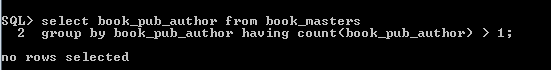 SQL> select book_pub_author from book_masters
2 group by book_pub_author having count(book_pub_author) > 1;
no rows selected